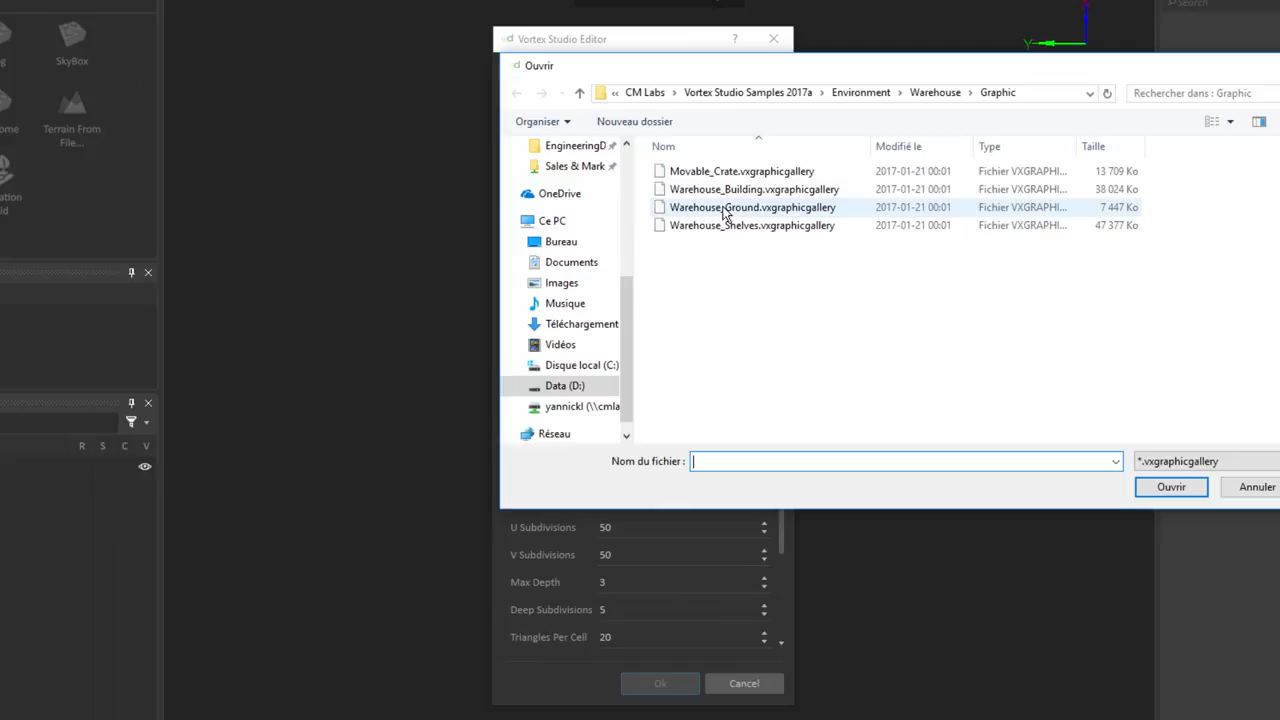 Search
Vortex Studio Editor ?
Y
Ouvrir
« CM Labs › Vortex Studio Samples 2017a › Environment › Warehouse › Graphic
Rechercher dans : Graphic
Organiser
Nouveau dossier
SkyBox
Terrain From
File...
EngineeringD
Sales & Mark
OneDrive
Ce PC
Bureau
Documents
Images
Musique
Téléchargement
Vidéos
Disque local (C:)
Data (D:)
yannickl (\\cmla
Réseau
Nom Modifié le Type Taille
Movable_Crate.vxgraphicgallery 2017-01-21 00:01 Fichier VXGRAPHI... 13 709 Ko
Warehouse_Building.vxgraphicgallery 2017-01-21 00:01 Fichier VXGRAPHI... 38 024 Ko
Warehouse_Ground.vxgraphicgallery 2017-01-21 00:01 Fichier VXGRAPHI... 7 447 Ko
Warehouse_Shelves.vxgraphicgallery 2017-01-21 00:01 Fichier VXGRAPHI... 47 377 Ko
R S C V
Nom du fichier :
*.vxgraphicgallery
Ouvrir
Annuler
U Subdivisions 50
V Subdivisions 50
Max Depth 3
Deep Subdivisions 5
Triangles Per Cell 20
Ok
Cancel